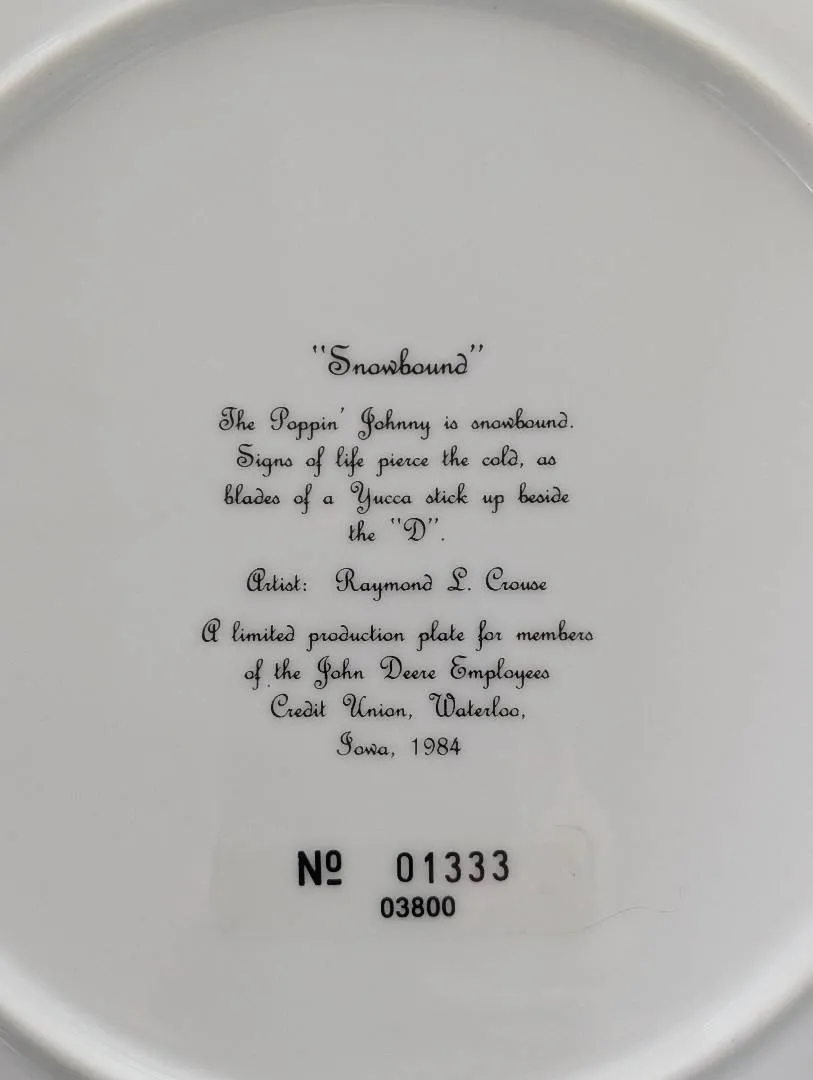 "Snowbound"
The Poppin' Johnny is snowbound.
Signs of life pierce the cold, as
blades of a Yucca stick up beside
the "D".
Artist: Raymond L. Crouse
A limited production plate for members
of the John Deere Employees
Credit Union, Waterloo,
Iowa, 1984
Nº 01333
03800